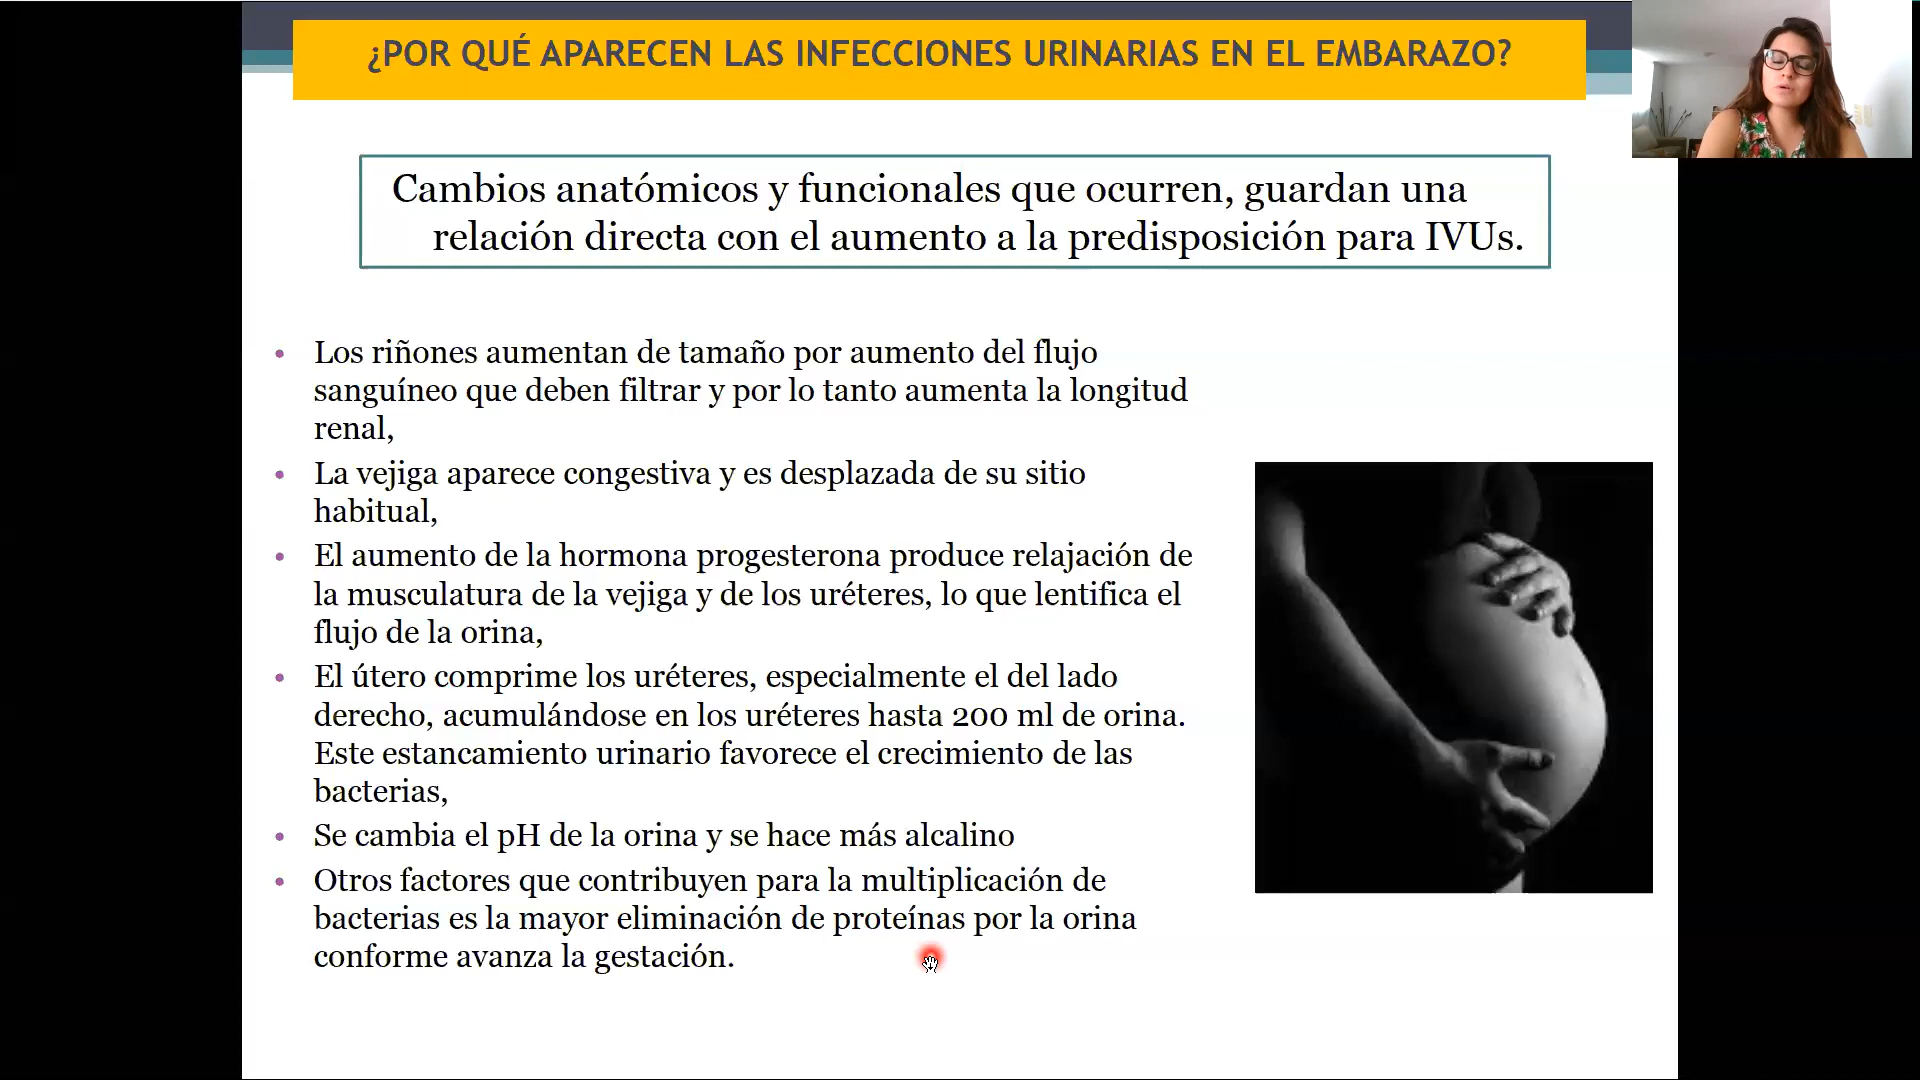 ¿POR QUÉ APARECEN LAS INFECCIONES URINARIAS EN EL EMBARAZO?
Cambios anatómicos y funcionales que ocurren, guardan una
relación directa con el aumento a la predisposición para IVUs.
• Los riñones aumentan de tamaño por aumento del flujo
sanguíneo que deben filtrar y por lo tanto aumenta la longitud
renal,
• La vejiga aparece congestiva y es desplazada de su sitio
habitual,
• El aumento de la hormona progesterona produce relajación de
la musculatura de la vejiga y de los uréteres, lo que lentifica el
flujo de la orina,
• El útero comprime los uréteres, especialmente el del lado
derecho, acumulándose en los uréteres hasta 200 ml de orina.
Este estancamiento urinario favorece el crecimiento de las
bacterias,
• Se cambia el pH de la orina y se hace más alcalino
• Otros factores que contribuyen para la multiplicación de
bacterias es la mayor eliminación de proteínas por la orina
conforme avanza la gestación.